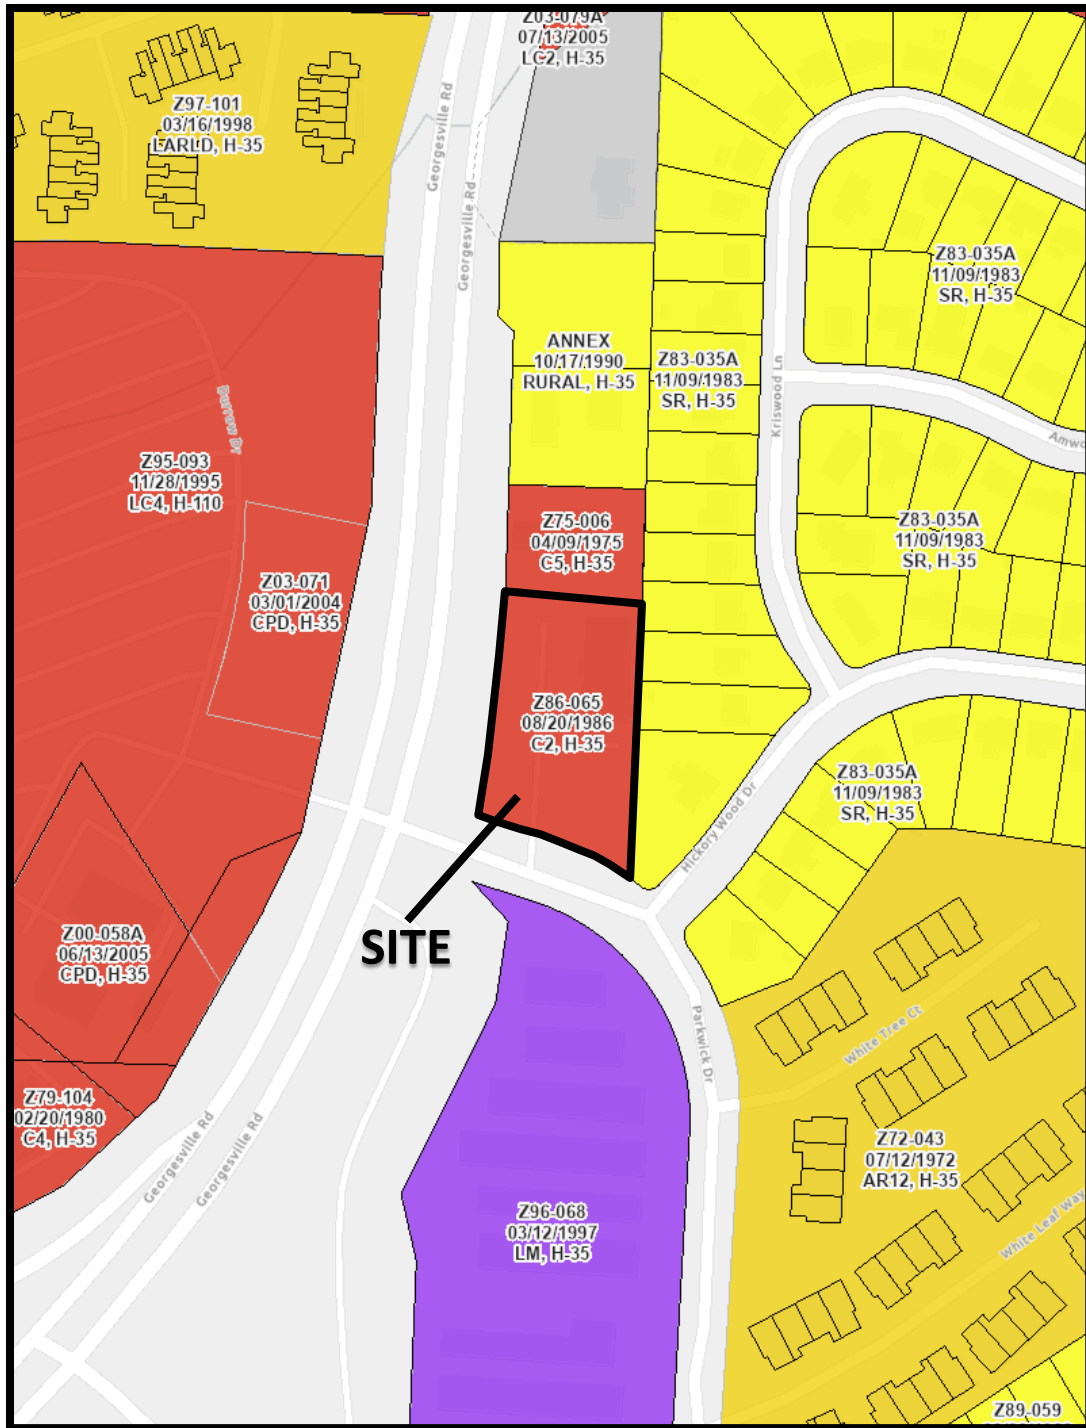 Z03-079A
07/13/2005
LC2, H-35
Z97-101
03/16/1998
LARLD, H-35
Georgesville Rd
Georgesville Rd
Z83-035A
11/09/1983
SR, H-35
ANNEX
10/17/1990
RURAL, H-35
Z83-035A
11/09/1983
SR, H-35
Kriswood Ln
Amwo
Burrow Dr
Z95-093
11/28/1995
LC4, H-110
Z75-006
04/09/1975
C5, H-35
Z83-035A
11/09/1983
SR, H-35
Z03-071
03/01/2004
CPD, H-35
Z86-065
08/20/1986
C2, H-35
Z83-035A
11/09/1983
SR, H-35
Hickory Wood Dr
SITE
Z00-058A
06/13/2005
CPD, H-35
Parkwick Dr
White Tree Ct
Z79-104
02/20/1980
C4, H-35
Georgesville Rd
Georgesville Rd
Z72-043
07/12/1972
AR12, H-35
White Leaf Way
Z96-068
03/12/1997
LM, H-35
Z89-059